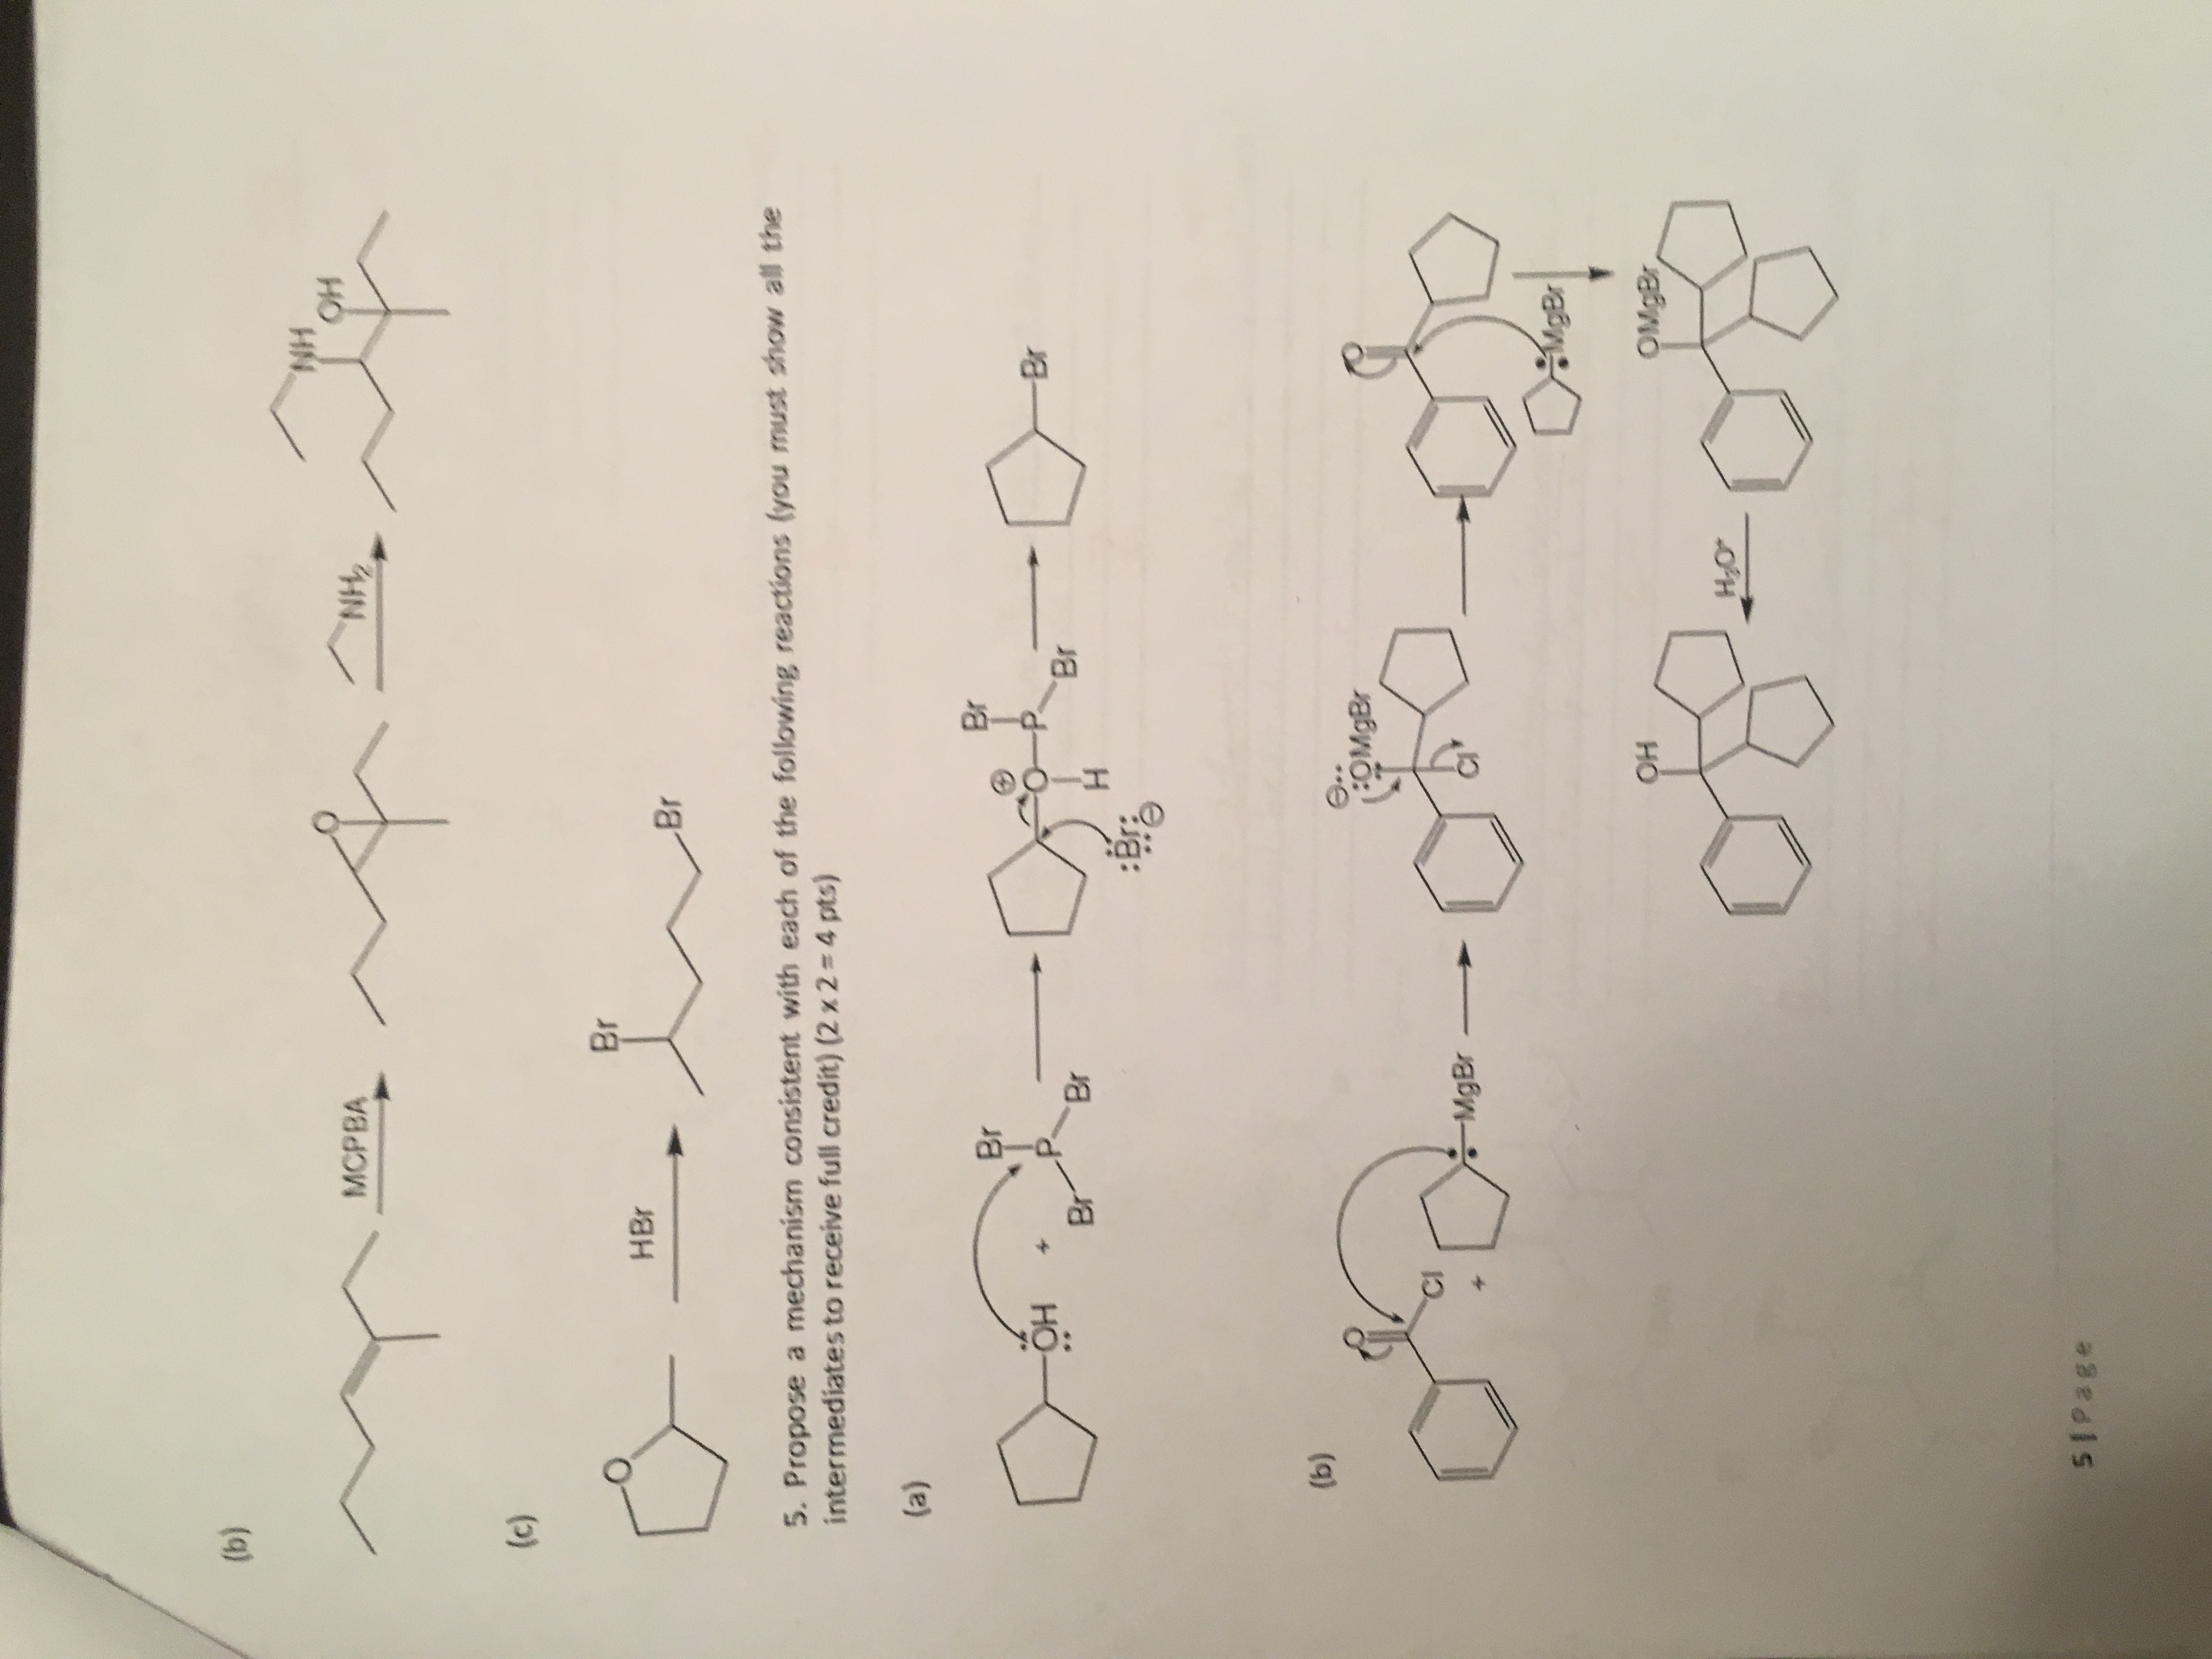 (b)
MCPBA
O
NH₂
NH
OH
(c)
O
HBr
Br
Br
5. Propose a mechanism consistent with each of the following reactions (you must show all the
intermediates to receive full credit) (2 x 2 = 4 pts)
(a)
OH
+
Br
P
Br
Br
⊕
O
H
Br
P
Br
:Br:
⊖
Br
(b)
O
Cl
+
MgBr
⊖
:OMgBr
Cl
O
MgBr
OMgBr
H₃O⁺
OH
5 | Page